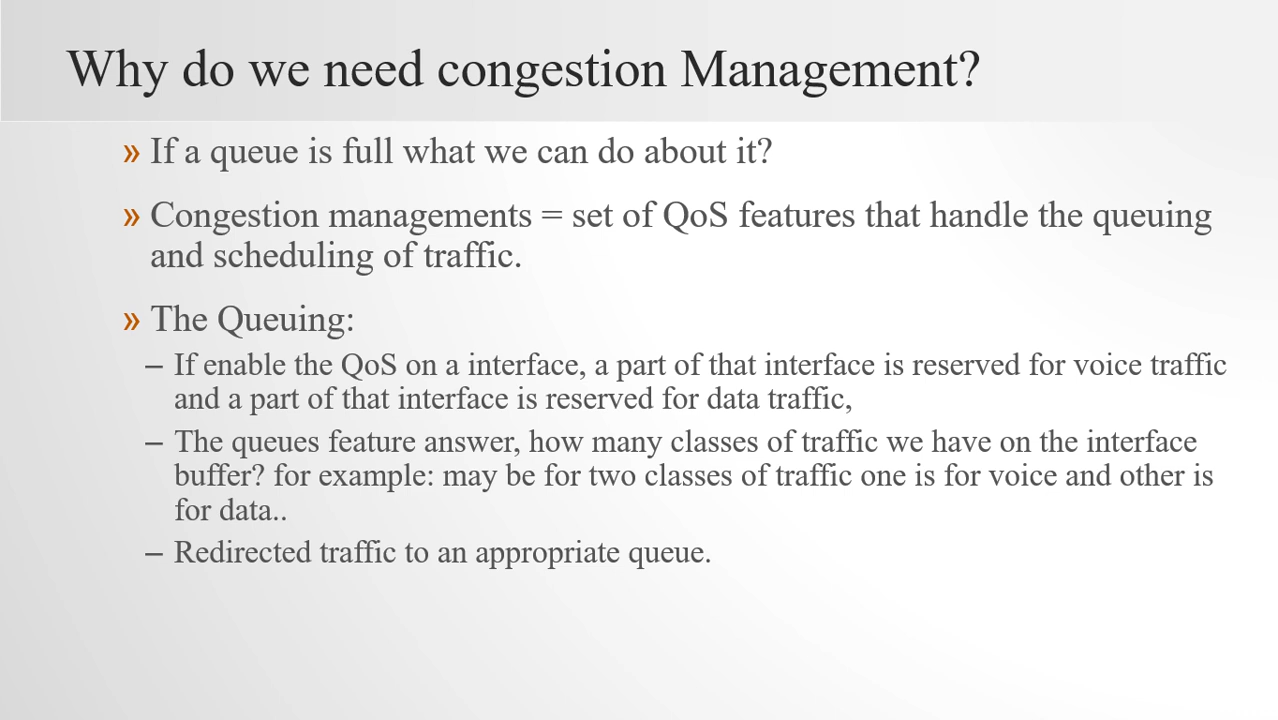 Why do we need congestion Management?
» If a queue is full what we can do about it?
» Congestion managements = set of QoS features that handle the queuing
and scheduling of traffic.
» The Queuing:
– If enable the QoS on a interface, a part of that interface is reserved for voice traffic
and a part of that interface is reserved for data traffic,
– The queues feature answer, how many classes of traffic we have on the interface
buffer? for example: may be for two classes of traffic one is for voice and other is
for data..
– Redirected traffic to an appropriate queue.